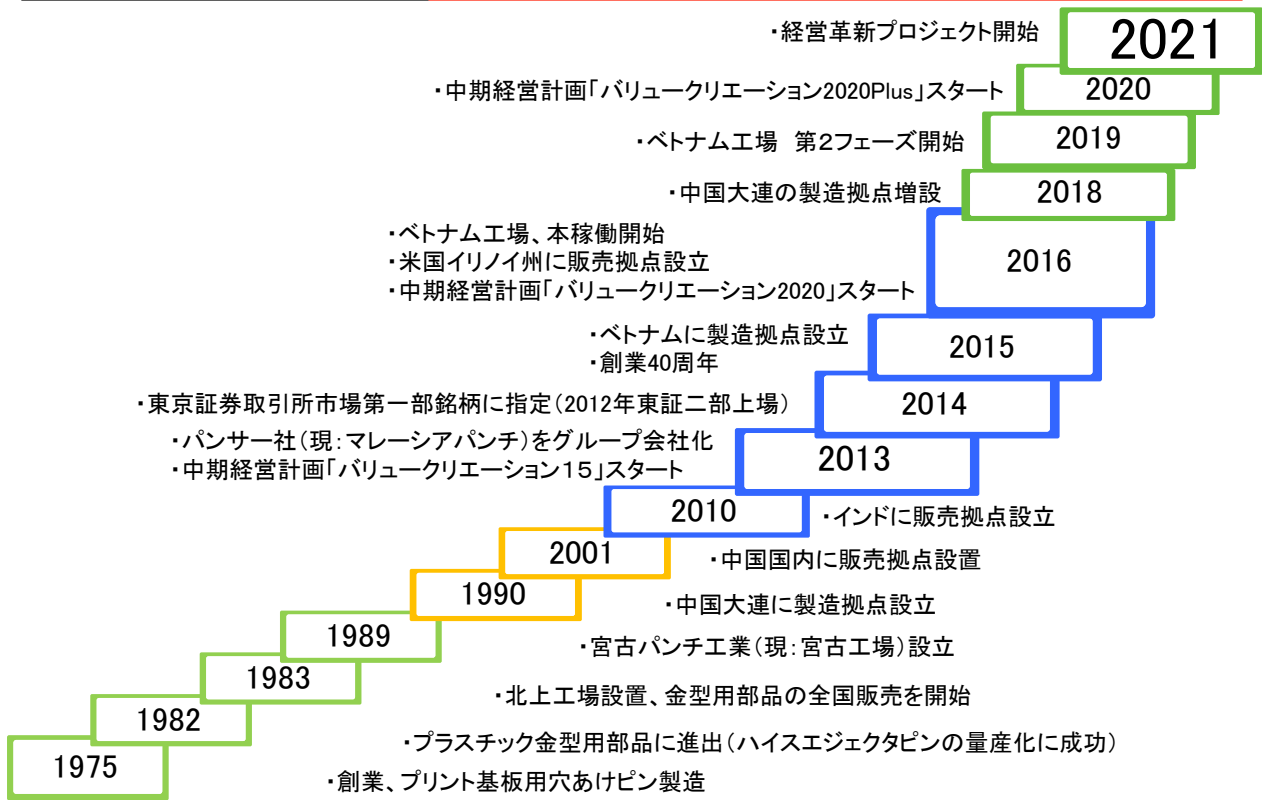 ・経営革新プロジェクト開始
2021
・中期経営計画「バリュークリエーション2020Plus」スタート
2020
・ベトナム工場　第2フェーズ開始
2019
・中国大連の製造拠点増設
2018
・ベトナム工場、本稼働開始
・米国イリノイ州に販売拠点設立
・中期経営計画「バリュークリエーション2020」スタート
2016
・ベトナムに製造拠点設立
・創業40周年
2015
・東京証券取引所市場第一部銘柄に指定（2012年東証二部上場）
2014
・パンサー社（現：マレーシアパンチ）をグループ会社化
・中期経営計画「バリュークリエーション１５」スタート
2013
2010
・インドに販売拠点設立
2001
・中国国内に販売拠点設置
1990
・中国大連に製造拠点設立
1989
・宮古パンチ工業（現：宮古工場）設立
1983
・北上工場設置、金型用部品の全国販売を開始
1982
・プラスチック金型用部品に進出（ハイスエジェクタピンの量産化に成功）
1975
・創業、プリント基板用穴あけピン製造